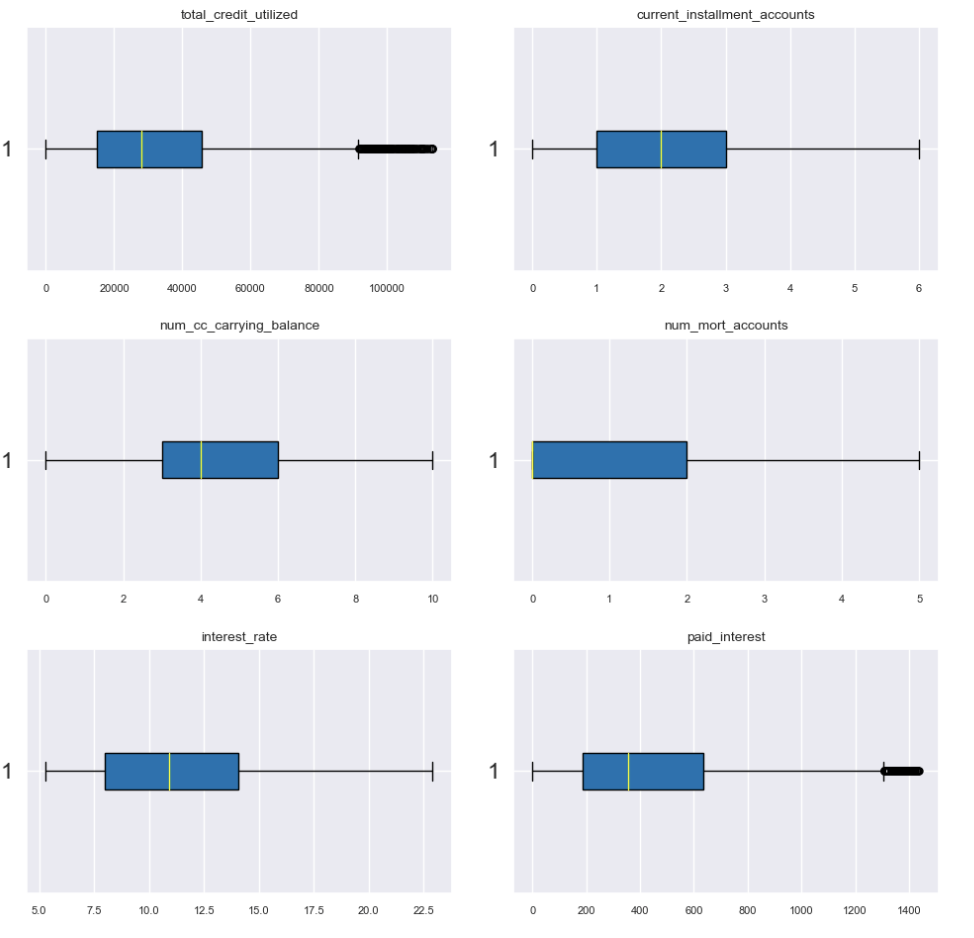 total_credit_utilized
1
0 20000 40000 60000 80000 100000
current_installment_accounts
1
0 1 2 3 4 5 6
num_cc_carrying_balance
1
0 2 4 6 8 10
num_mort_accounts
1
0 1 2 3 4 5
interest_rate
1
5.0 7.5 10.0 12.5 15.0 17.5 20.0 22.5
paid_interest
1
0 200 400 600 800 1000 1200 1400